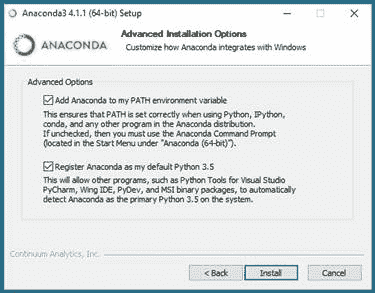 Anaconda3 4.1.1 (64-bit) Setup
Advanced Installation Options
ANACONDA
Customize how Anaconda integrates with Windows
Advanced Options
Add Anaconda to my PATH environment variable
This ensures that PATH is set correctly when using Python, IPython,
conda, and any other program in the Anaconda distribution.
If unchecked, then you must use the Anaconda Command Prompt
(located in the Start Menu under "Anaconda (64-bit)").
Register Anaconda as my default Python 3.5
This will allow other programs, such as Python Tools for Visual Studio
PyCharm, Wing IDE, PyDev, and MSI binary packages, to automatically
detect Anaconda as the primary Python 3.5 on the system.
Continuum Analytics, Inc.
< Back Install Cancel